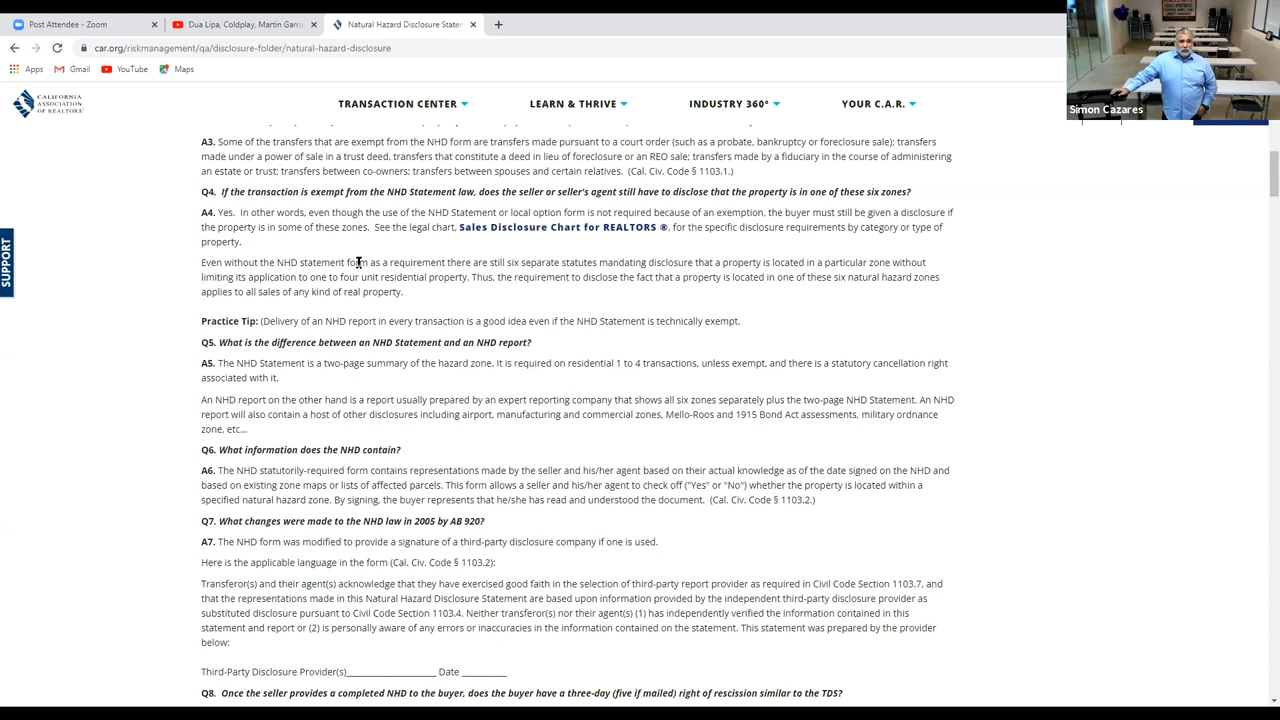 Post Attendee - Zoom
Dua Lipa, Coldplay, Martin Garri
Natural Hazard Disclosure Statem
car.org/riskmanagement/qa/disclosure-folder/natural-hazard-disclosure
Apps Gmail YouTube Maps
CALIFORNIA
ASSOCIATION
OF REALTORS®
TRANSACTION CENTER LEARN & THRIVE INDUSTRY 360° YOUR C.A.R.
Simon Cazares
SUPPORT
A3. Some of the transfers that are exempt from the NHD form are transfers made pursuant to a court order (such as a probate, bankruptcy or foreclosure sale); transfers
made under a power of sale in a trust deed, transfers that constitute a deed in lieu of foreclosure or an REO sale; transfers made by a fiduciary in the course of administering
an estate or trust; transfers between co-owners; transfers between spouses and certain relatives. (Cal. Civ. Code § 1103.1.)
Q4. If the transaction is exempt from the NHD Statement law, does the seller or seller's agent still have to disclose that the property is in one of these six zones?
A4. Yes. In other words, even though the use of the NHD Statement or local option form is not required because of an exemption, the buyer must still be given a disclosure if
the property is in some of these zones. See the legal chart, Sales Disclosure Chart for REALTORS ®, for the specific disclosure requirements by category or type of
property.
Even without the NHD statement form as a requirement there are still six separate statutes mandating disclosure that a property is located in a particular zone without
limiting its application to one to four unit residential property. Thus, the requirement to disclose the fact that a property is located in one of these six natural hazard zones
applies to all sales of any kind of real property.
Practice Tip: (Delivery of an NHD report in every transaction is a good idea even if the NHD Statement is technically exempt.
Q5. What is the difference between an NHD Statement and an NHD report?
A5. The NHD Statement is a two-page summary of the hazard zone. It is required on residential 1 to 4 transactions, unless exempt, and there is a statutory cancellation right
associated with it.
An NHD report on the other hand is a report usually prepared by an expert reporting company that shows all six zones separately plus the two-page NHD Statement. An NHD
report will also contain a host of other disclosures including airport, manufacturing and commercial zones, Mello-Roos and 1915 Bond Act assessments, military ordnance
zone, etc...
Q6. What information does the NHD contain?
A6. The NHD statutorily-required form contains representations made by the seller and his/her agent based on their actual knowledge as of the date signed on the NHD and
based on existing zone maps or lists of affected parcels. This form allows a seller and his/her agent to check off ("Yes" or "No") whether the property is located within a
specified natural hazard zone. By signing, the buyer represents that he/she has read and understood the document. (Cal. Civ. Code § 1103.2.)
Q7. What changes were made to the NHD law in 2005 by AB 920?
A7. The NHD form was modified to provide a signature of a third-party disclosure company if one is used.
Here is the applicable language in the form (Cal. Civ. Code § 1103.2):
Transferor(s) and their agent(s) acknowledge that they have exercised good faith in the selection of third-party report provider as required in Civil Code Section 1103.7, and
that the representations made in this Natural Hazard Disclosure Statement are based upon information provided by the independent third-party disclosure provider as
substituted disclosure pursuant to Civil Code Section 1103.4. Neither transferor(s) nor their agent(s) (1) has independently verified the information contained in this
statement and report or (2) is personally aware of any errors or inaccuracies in the information contained on the statement. This statement was prepared by the provider
below:
Third-Party Disclosure Provider(s)____________________ Date __________
Q8. Once the seller provides a completed NHD to the buyer, does the buyer have a three-day (five if mailed) right of rescission similar to the TDS?